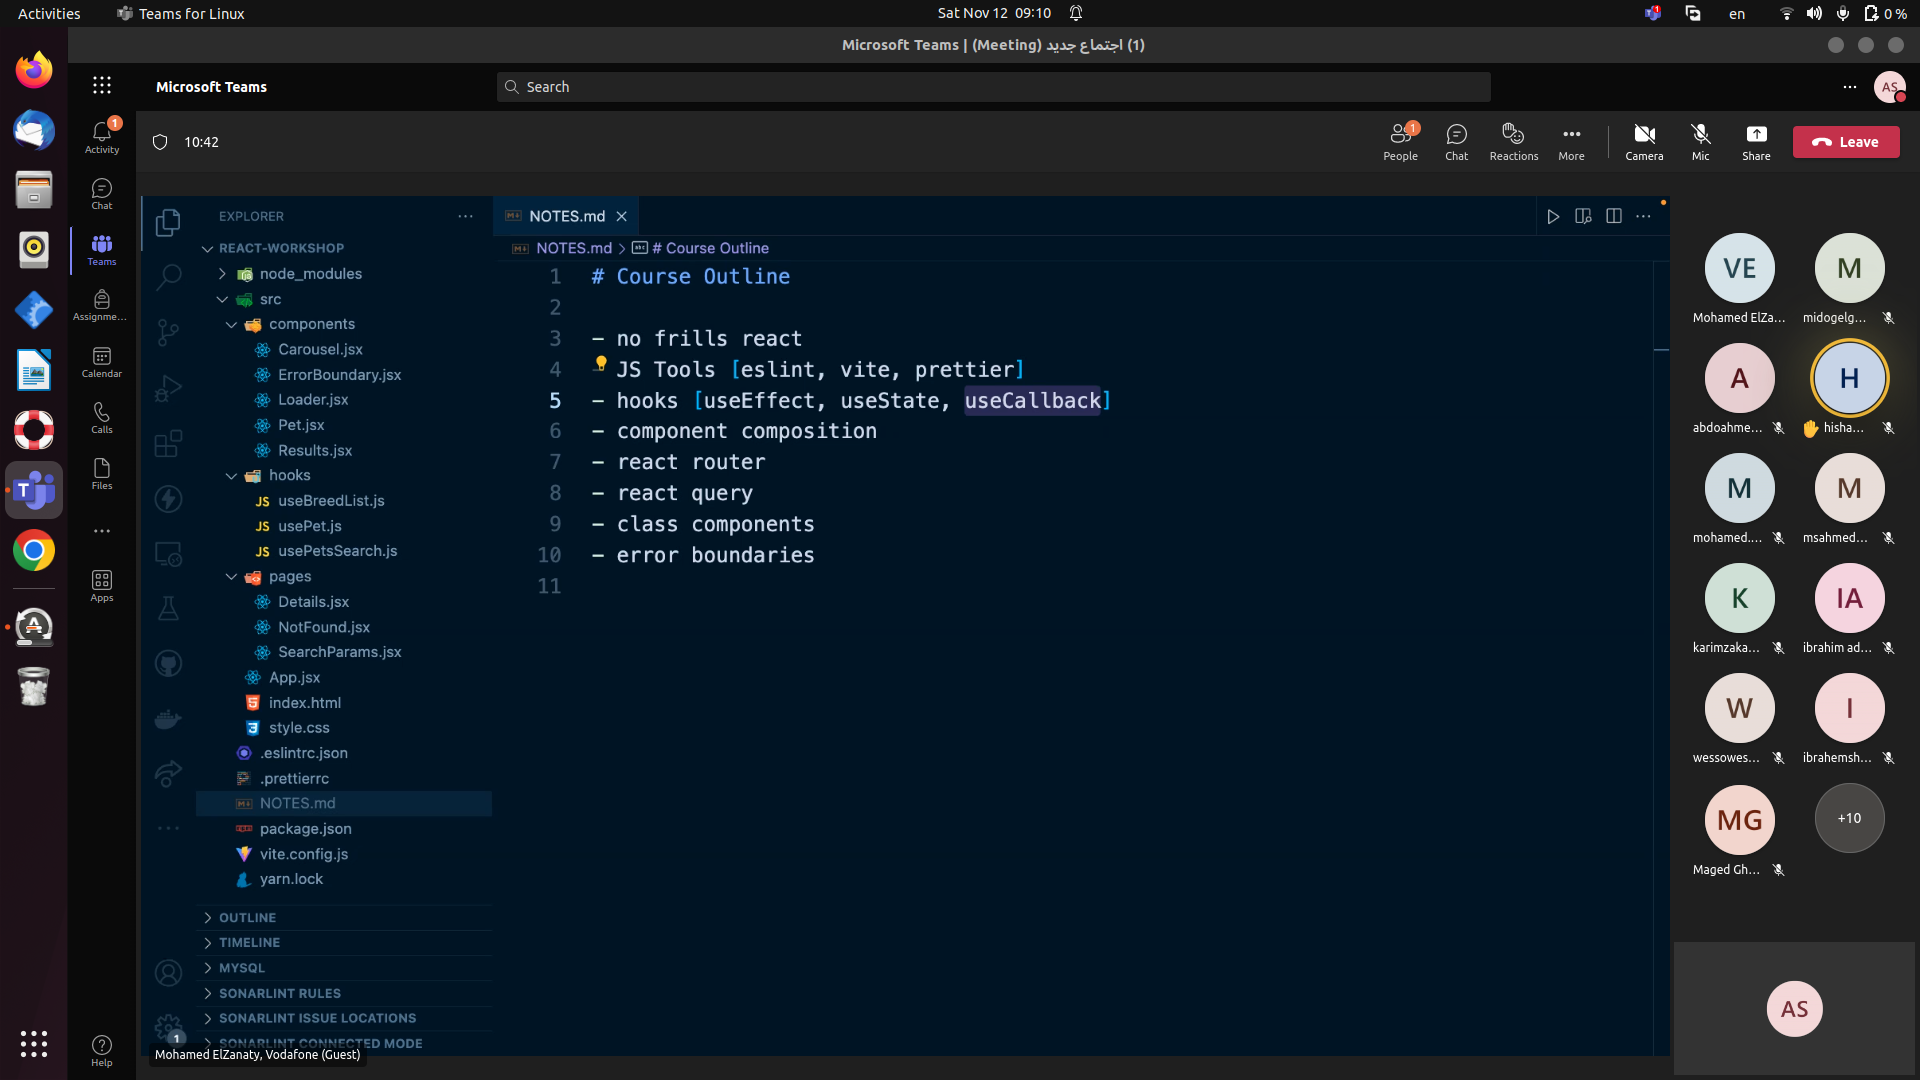 Activities
Teams for Linux
Sat Nov 12 09:10
en
0 %
(1) اجتماع جديد (Meeting) | Microsoft Teams
Microsoft Teams
Search
AS
10:42
1
People
Chat
Reactions
More
Camera
Mic
Share
Leave
1
Activity
Chat
Teams
Assignme...
Calendar
Calls
Files
Apps
Help
EXPLORER
REACT-WORKSHOP
node_modules
src
components
Carousel.jsx
ErrorBoundary.jsx
Loader.jsx
Pet.jsx
Results.jsx
hooks
JS useBreedList.js
JS usePet.js
JS usePetsSearch.js
pages
Details.jsx
NotFound.jsx
SearchParams.jsx
App.jsx
index.html
style.css
.eslintrc.json
.prettierrc
NOTES.md
package.json
vite.config.js
yarn.lock
OUTLINE
TIMELINE
MYSQL
SONARLINT RULES
SONARLINT ISSUE LOCATIONS
SONARLINT CONNECTED MODE
1
Mohamed ElZanaty, Vodafone (Guest)
NOTES.md
NOTES.md > # Course Outline
1 # Course Outline
2
3 - no frills react
4 - JS Tools [eslint, vite, prettier]
5 - hooks [useEffect, useState, useCallback]
6 - component composition
7 - react router
8 - react query
9 - class components
10 - error boundaries
11
VE
Mohamed ElZa...
M
midogelg...
A
abdoahme...
H
hisha...
M
mohamed....
M
msahmed...
K
karimzaka...
IA
ibrahim ad...
W
wessowes...
I
ibrahemsh...
MG
Maged Gh...
+10
AS